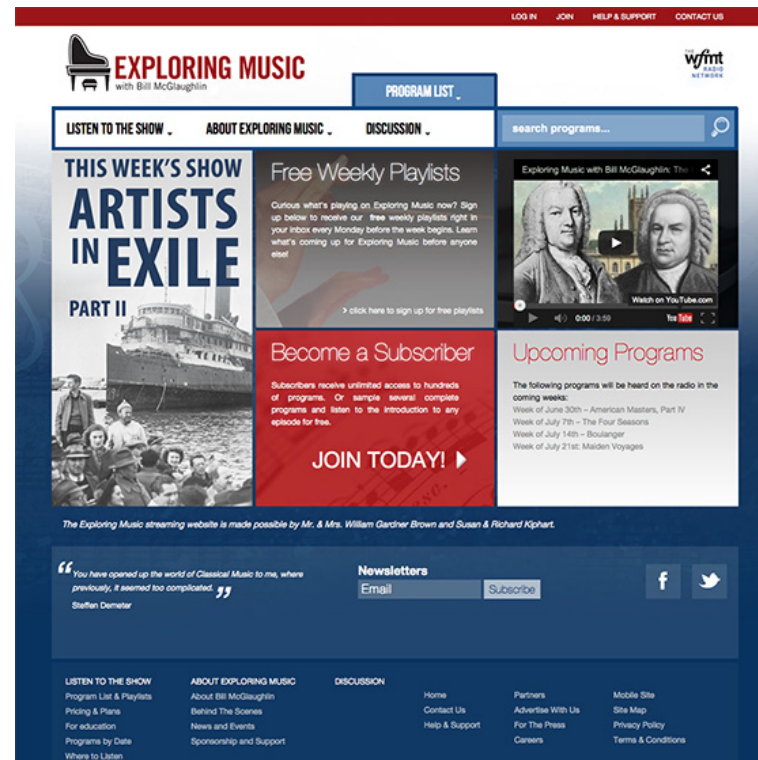 LOG IN JOIN HELP & SUPPORT CONTACT US
EXPLORING MUSIC
with Bill McGlaughlin
THE
wfmt
RADIO
NETWORK
PROGRAM LIST
LISTEN TO THE SHOW
ABOUT EXPLORING MUSIC
DISCUSSION
search programs...
THIS WEEK'S SHOW
ARTISTS
IN EXILE
PART II
Free Weekly Playlists
Curious what's playing on Exploring Music now? Sign
up below to receive our free weekly playlists right in
your inbox every Monday before the week begins. Learn
what's coming up for Exploring Music before anyone
else!
> click here to sign up for free playlists
Exploring Music with Bill McGlaughlin: The
Watch on YouTube.com
0:00 / 3:59
YouTube
Become a Subscriber
Subscribers receive unlimited access to hundreds
of programs. Or sample several complete
programs and listen to the introduction to any
episode for free.
JOIN TODAY!
Upcoming Programs
The following programs will be heard on the radio in the
coming weeks:
Week of June 30th – American Masters, Part IV
Week of July 7th – The Four Seasons
Week of July 14th – Boulanger
Week of July 21st: Maiden Voyages
The Exploring Music streaming website is made possible by Mr. & Mrs. William Gardner Brown and Susan & Richard Kiphart.
“You have opened up the world of Classical Music to me, where
previously, it seemed too complicated.”
Steffen Demeter
Newsletters
Email
Subscribe
LISTEN TO THE SHOW
Program List & Playlists
Pricing & Plans
For education
Programs by Date
Where to Listen
ABOUT EXPLORING MUSIC
About Bill McGlaughlin
Behind The Scenes
News and Events
Sponsorship and Support
DISCUSSION
Home
Contact Us
Help & Support
Partners
Advertise With Us
For The Press
Careers
Mobile Site
Site Map
Privacy Policy
Terms & Conditions